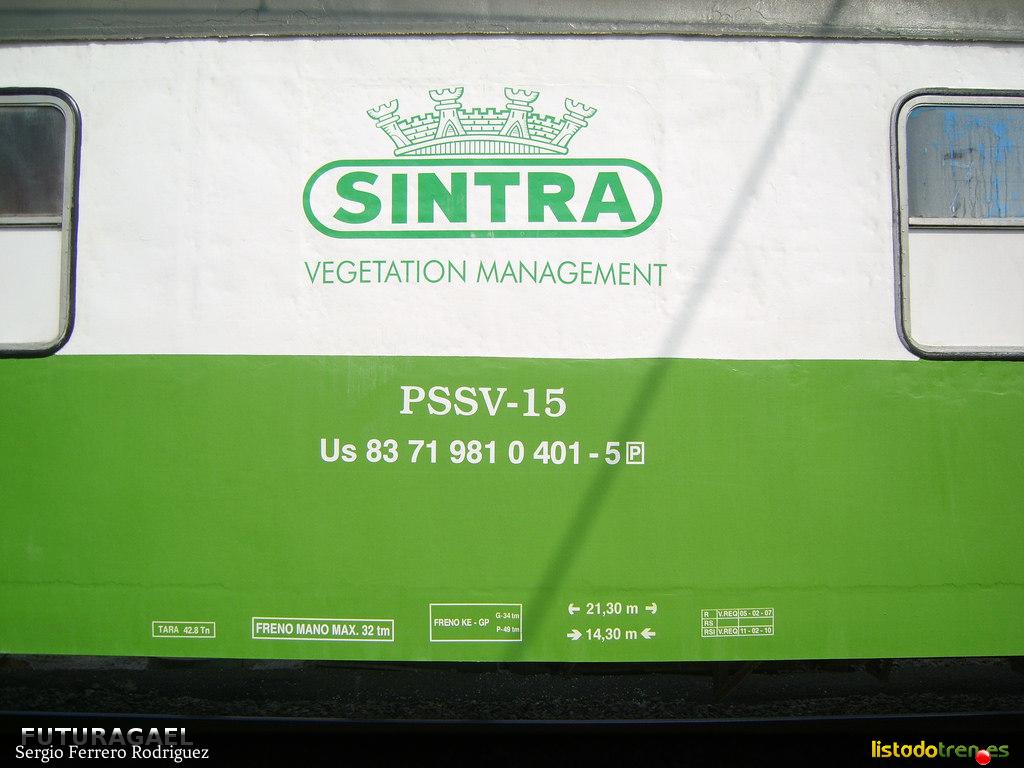 SINTRA
VEGETATION MANAGEMENT
PSSV-15
Us 83 71 981 0 401 - 5 P
TARA 42.8 Tn
FRENO MANO MAX. 32 tm
FRENO KE - GP
G-34 tm
P-49 tm
21,30 m
14,30 m
R V.REQ 05 - 02 - 07
RS
RSI V.REQ 11 - 02 - 10
FUTURAGAEL
Sergio Ferrero Rodriguez
listadotren.es